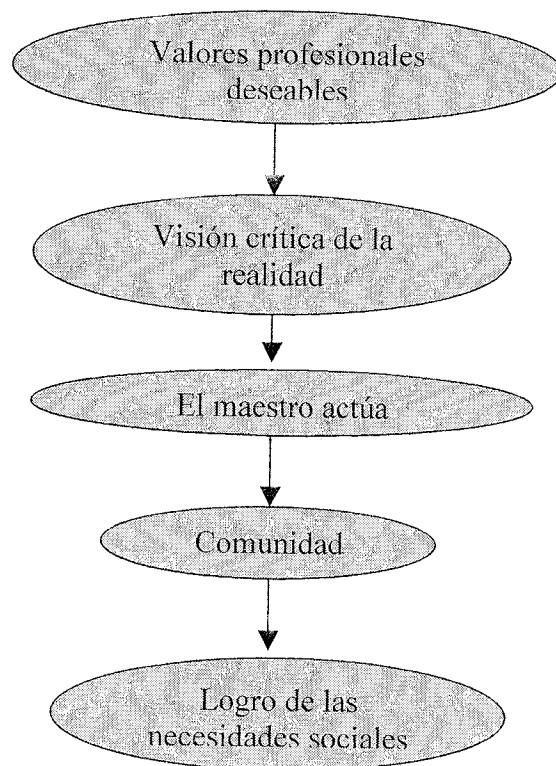 Valores profesionales
deseables
Visión crítica de la
realidad
El maestro actúa
Comunidad
Logro de las
necesidades sociales